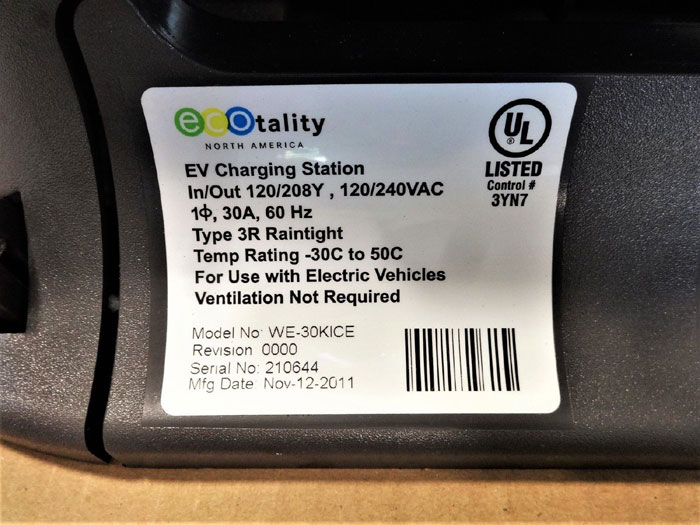 ecotality
NORTH AMERICA
EV Charging Station
In/Out 120/208Y , 120/240VAC
1ϕ, 30A, 60 Hz
Type 3R Raintight
Temp Rating -30C to 50C
For Use with Electric Vehicles
Ventilation Not Required
Model No: WE-30KICE
Revision 0000
Serial No: 210644
Mfg Date: Nov-12-2011
UL
®
LISTED
Control #
3YN7